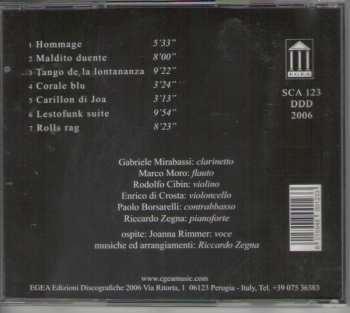 1 Hommage 5'33"
2 Maldito duente 8'00"
3 Tango de la lontananza 9'22"
4 Corale blu 3'24"
5 Carillon di Joa 3'13"
6 Lestofunk suite 9'54"
7 Rolls rag 8'23"
EGEA
SCA 123
DDD
2006
Gabriele Mirabassi: clarinetto
Marco Moro: flauto
Rodolfo Cibin: violino
Enrico di Crosta: violoncello
Paolo Borsarelli: contrabbasso
Riccardo Zegna: pianoforte
ospite: Joanna Rimmer: voce
musiche ed arrangiamenti: Riccardo Zegna
www.egeamusic.com
EGEA Edizioni Discografiche 2006 Via Ritorta, 1 06123 Perugia - Italy Tel. +39 075 36383